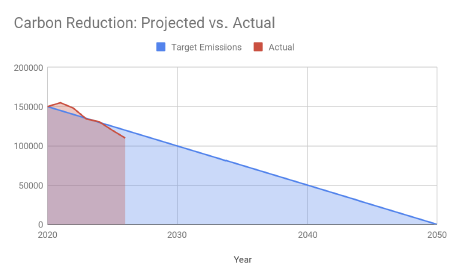 Carbon Reduction: Projected vs. Actual
Target Emissions Actual
200000
150000
100000
50000
0
2020 2030 2040 2050
Year